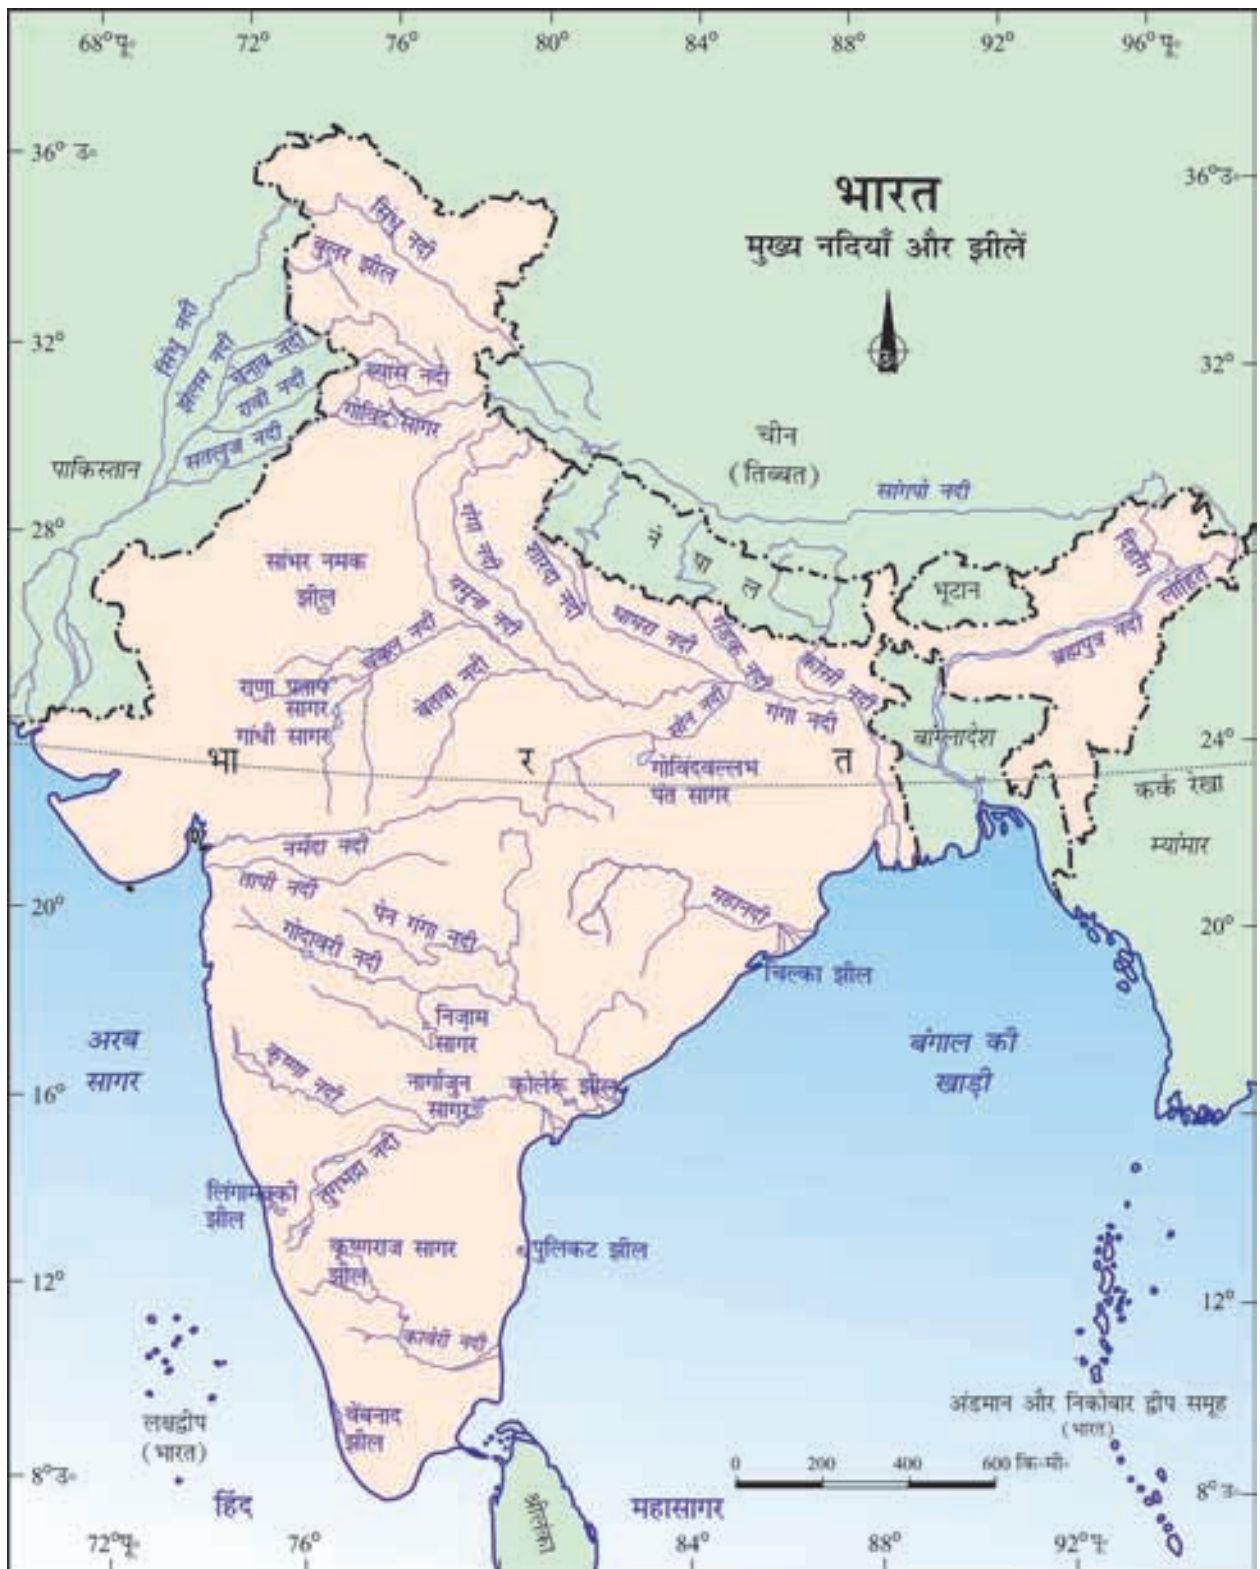 68°पू॰
72°
76°
80°
84°
88°
92°
96°पू॰
36°उ॰
36°उ॰
भारत
मुख्य नदियाँ और झीलें
सिंधु नदी
वुलर झील
सिंधु नदी
झेलम नदी
चुनाब नदी
रावी नदी
सतलुज नदी
ब्यास नदी
गोविंद सागर
32°
32°
उ
चीन
(तिब्बत)
पाकिस्तान
सांगपो नदी
28°
28°
गंगा नदी
शारदा नदी
नेपाल
दिहाँग
लोहित
सांभर नमक
झील
यमुना नदी
घाघरा नदी
गंडक नदी
कोसी नदी
भूटान
ब्रह्मपुत्र नदी
चंबल नदी
बेतवा नदी
राणा प्रताप
सागर
गांधी सागर
सोन नदी
गंगा नदी
बांग्लादेश
24°
भा र त
गोविंदवल्लभ
पंत सागर
कर्क रेखा
म्यांमार
नर्मदा नदी
तापी नदी
पेन गंगा नदी
गोदावरी नदी
महानदी
20°
20°
चिल्का झील
निज़ाम
सागर
अरब
सागर
बंगाल की
खाड़ी
कृष्णा नदी
नार्गाजुन
सागर
कोलेरू झील
16°
तुंगभद्रा नदी
लिंगामक्की
झील
कृष्णराज सागर
झील
पुलिकट झील
12°
12°
कावेरी नदी
वेंबनाद
झील
लक्षद्वीप
(भारत)
अंडमान और निकोबार द्वीप समूह
(भारत)
0 200 400 600 कि॰मी॰
8°उ॰
8°उ॰
हिंद
महासागर
श्रीलंका
72°पू॰
76°
84°
88°
92°पू॰